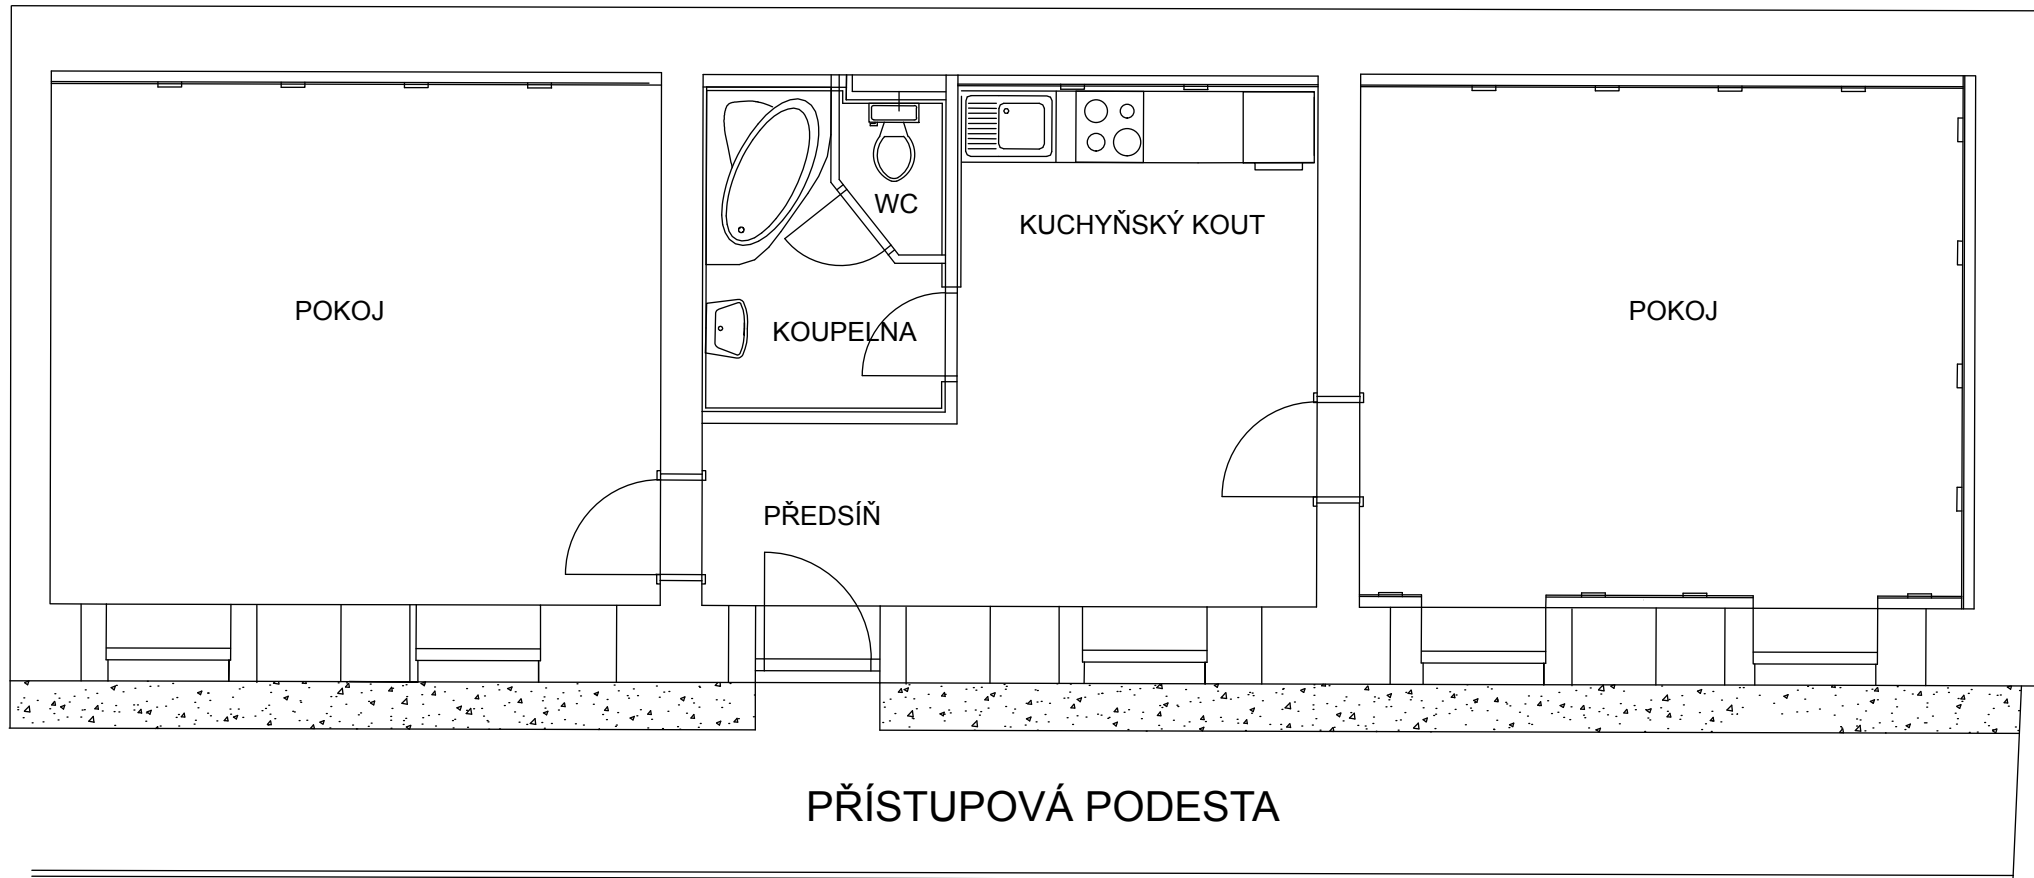 WC
KUCHYŇSKÝ KOUT
POKOJ
POKOJ
KOUPELNA
PŘEDSÍŇ
PŘÍSTUPOVÁ PODESTA